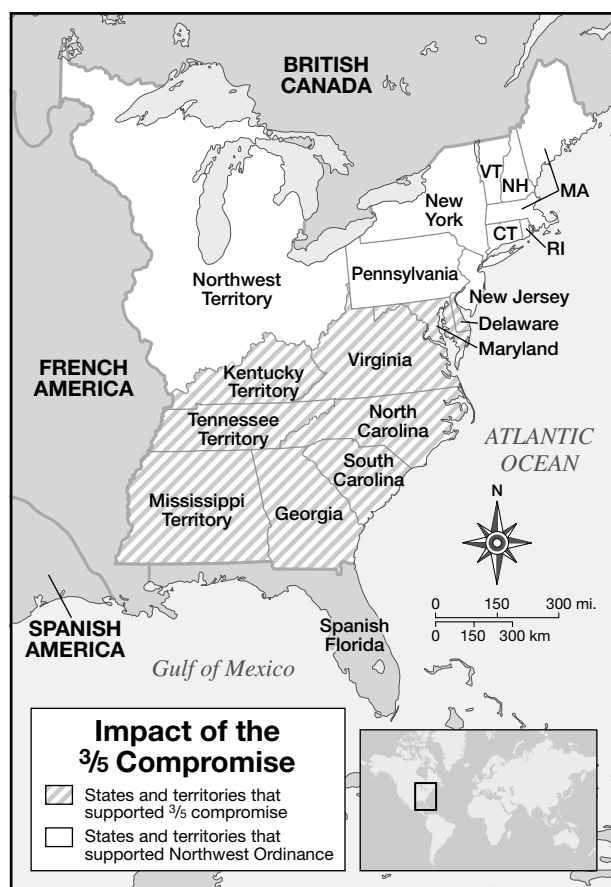 BRITISH
CANADA
VT
NH
MA
New
York
CT
RI
Northwest
Territory
Pennsylvania
New Jersey
Delaware
Maryland
FRENCH
AMERICA
Kentucky
Territory
Virginia
Tennessee
Territory
North
Carolina
ATLANTIC
OCEAN
South
Carolina
Mississippi
Territory
Georgia
N
0 150 300 mi.
0 150 300 km
SPANISH
AMERICA
Spanish
Florida
Gulf of Mexico
Impact of the
3/5 Compromise
States and territories that
supported 3/5 compromise
States and territories that
supported Northwest Ordinance